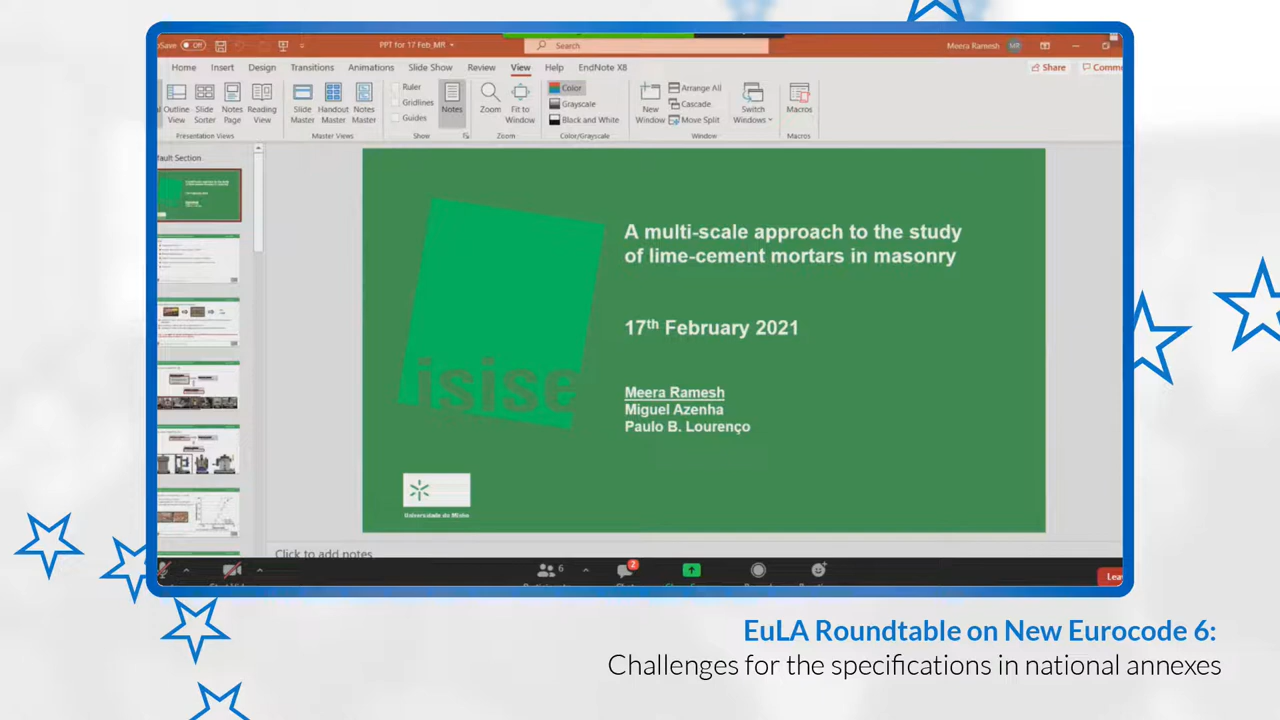 Save Off
PPT for 17 Feb_MR
Search
Meera Ramesh MR
Home Insert Design Transitions Animations Slide Show Review View Help EndNote X8
Share
Outline View
Slide Sorter
Notes Page
Reading View
Presentation Views
Slide Master
Handout Master
Notes Master
Master Views
Ruler
Gridlines
Guides
Show
Notes
Zoom
Fit to Window
Zoom
Color
Grayscale
Black and White
Color/Grayscale
New Window
Arrange All
Cascade
Move Split
Window
Switch Windows
Macros
Macros
Section
A multi-scale approach to the study
of lime-cement mortars in masonry
17th February 2021
Meera Ramesh
Miguel Azenha
Paulo B. Lourenço
isise
Universidade do Minho
Click to add notes
6
2
EuLA Roundtable on New Eurocode 6:
Challenges for the specifications in national annexes